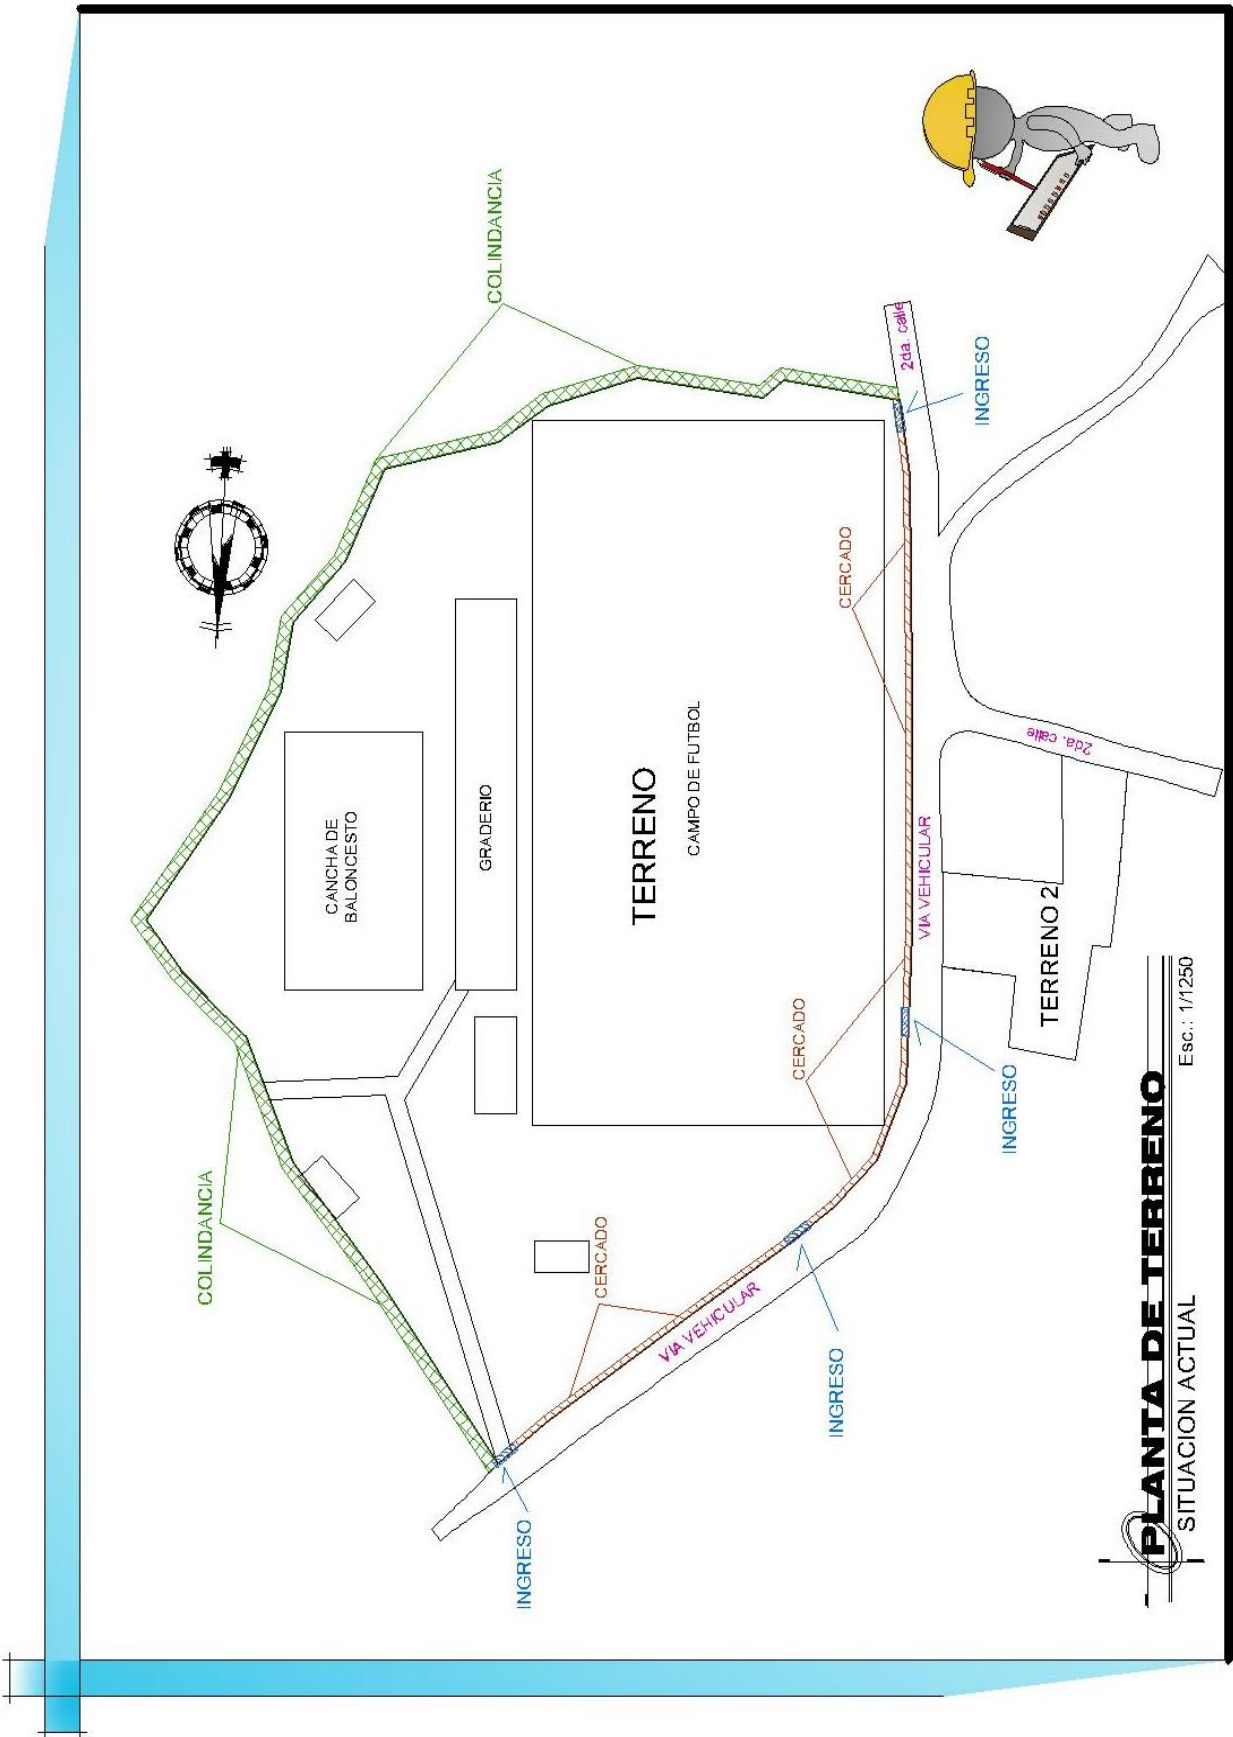 COLINDANCIA
COLINDANCIA
2da. calle
INGRESO
CERCADO
CANCHA DE
BALONCESTO
GRADERIO
TERRENO
CAMPO DE FUTBOL
2da. calle
VIA VEHICULAR
TERRENO 2
CERCADO
INGRESO
CERCADO
VIA VEHICULAR
INGRESO
INGRESO
PLANTA DE TERRENO
SITUACION ACTUAL
Esc.: 1/1250